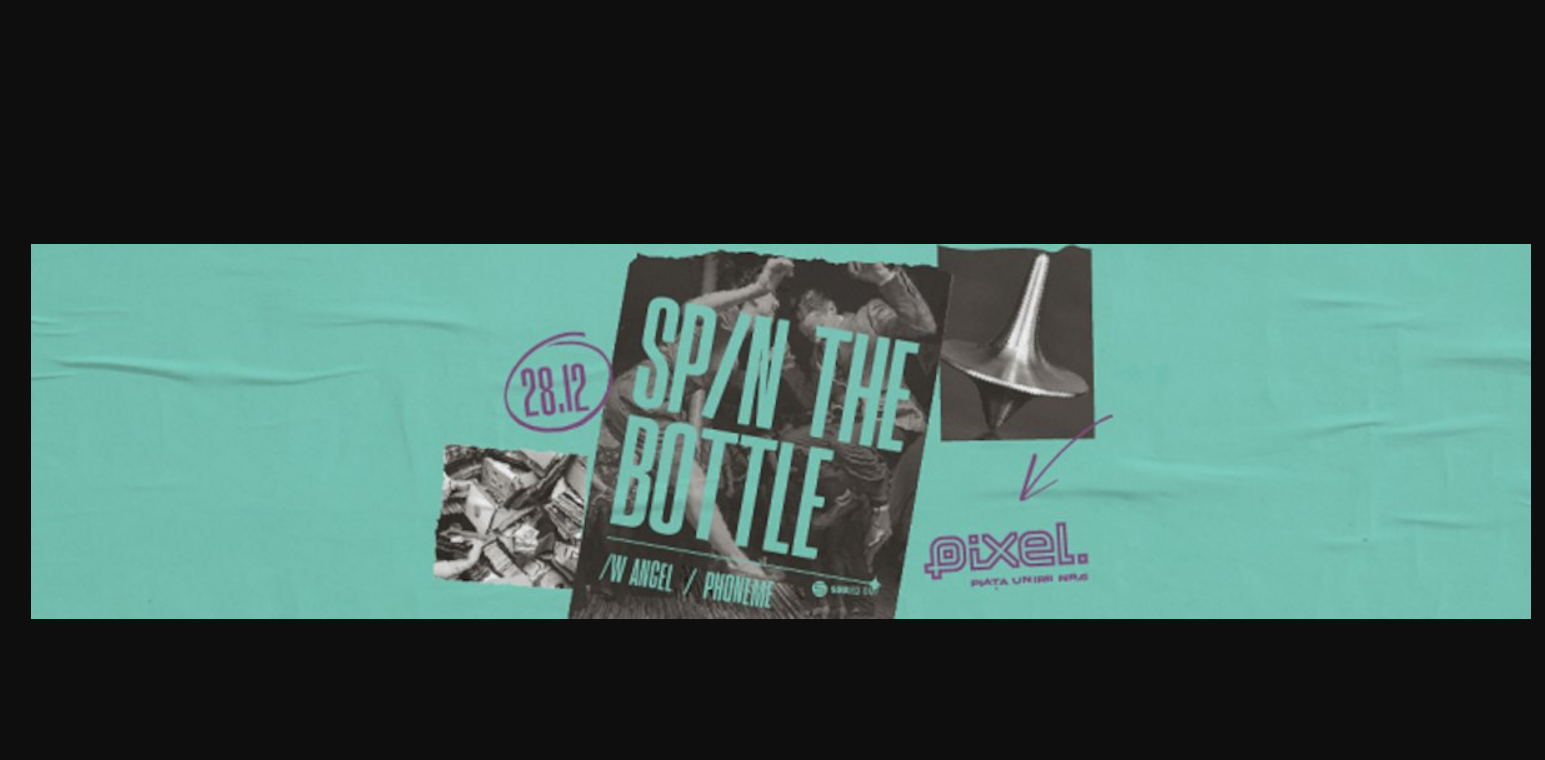 28.12
SP/N THE
BOTTLE
/W ANGEL / PHONEME
pixel.
PIATA UNIRII NR.6